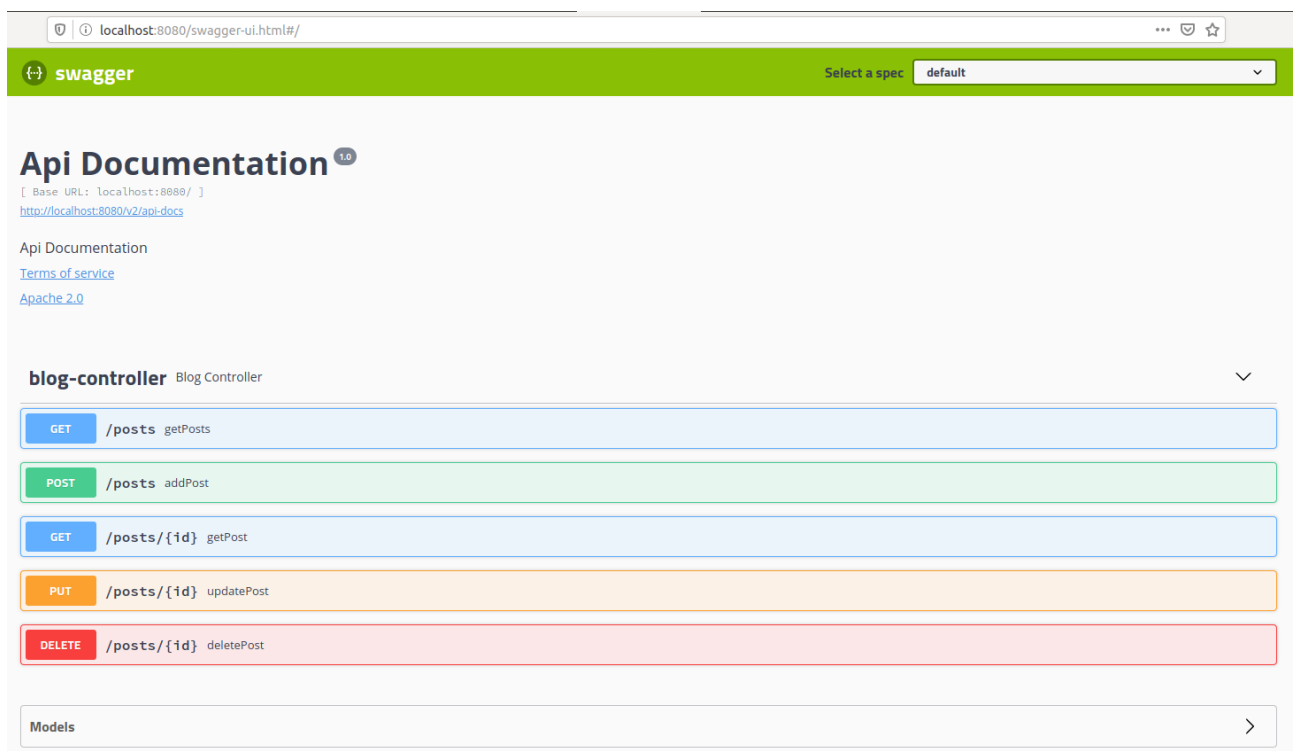 localhost:8080/swagger-ui.html#/
swagger Select a spec default
Api Documentation 1.0
[ Base URL: localhost:8080/ ]
http://localhost:8080/v2/api-docs
Api Documentation
Terms of service
Apache 2.0
blog-controller Blog Controller
GET /posts getPosts
POST /posts addPost
GET /posts/{id} getPost
PUT /posts/{id} updatePost
DELETE /posts/{id} deletePost
Models